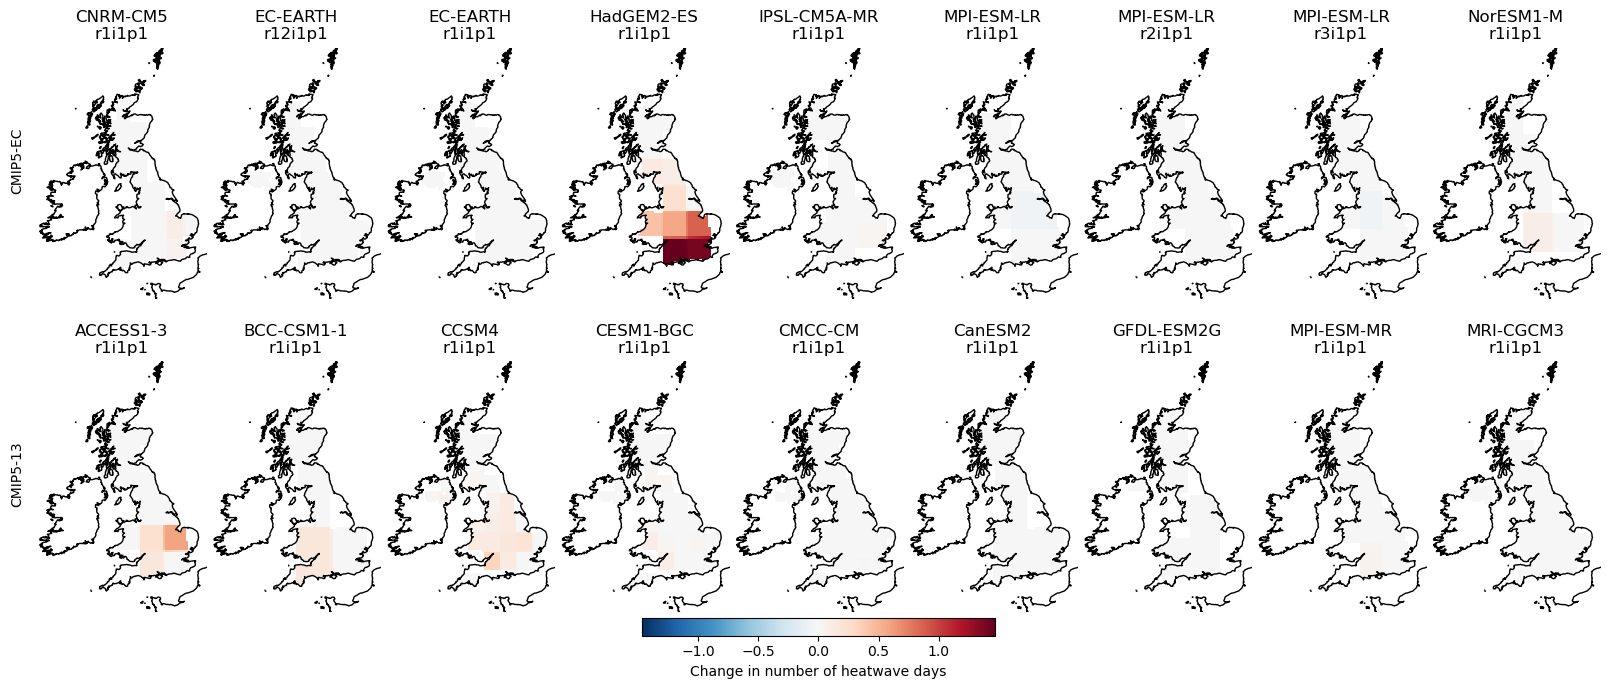 CNRM-CM5 EC-EARTH EC-EARTH HadGEM2-ES IPSL-CM5A-MR MPI-ESM-LR MPI-ESM-LR MPI-ESM-LR NorESM1-M
r1i1p1 r12i1p1 r1i1p1 r1i1p1 r1i1p1 r1i1p1 r2i1p1 r3i1p1 r1i1p1
CMIP5-EC
ACCESS1-3 BCC-CSM1-1 CCSM4 CESM1-BGC CMCC-CM CanESM2 GFDL-ESM2G MPI-ESM-MR MRI-CGCM3
r1i1p1 r1i1p1 r1i1p1 r1i1p1 r1i1p1 r1i1p1 r1i1p1 r1i1p1 r1i1p1
CMIP5-13
−1.0 −0.5 0.0 0.5 1.0
Change in number of heatwave days